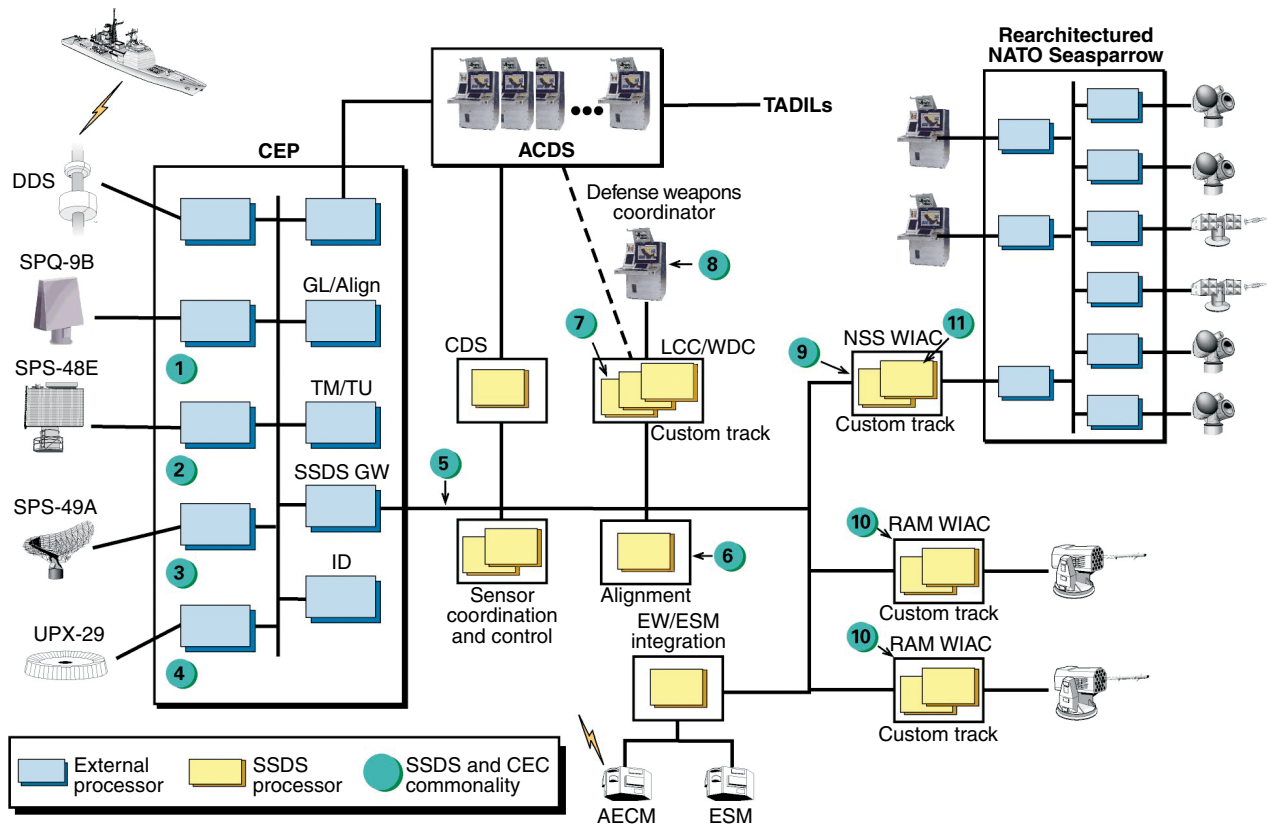 Rearchitectured
NATO Seasparrow
TADILs
ACDS
CEP
DDS
Defense weapons
coordinator
8
SPQ-9B
GL/Align
7
11
CDS
LCC/WDC
9
NSS WIAC
1
SPS-48E
TM/TU
Custom track
Custom track
2
SSDS GW
5
SPS-49A
10
RAM WIAC
6
ID
3
Sensor
coordination
and control
Alignment
Custom track
EW/ESM
integration
10
RAM WIAC
UPX-29
4
Custom track
External
processor
SSDS
processor
SSDS and CEC
commonality
AECM
ESM